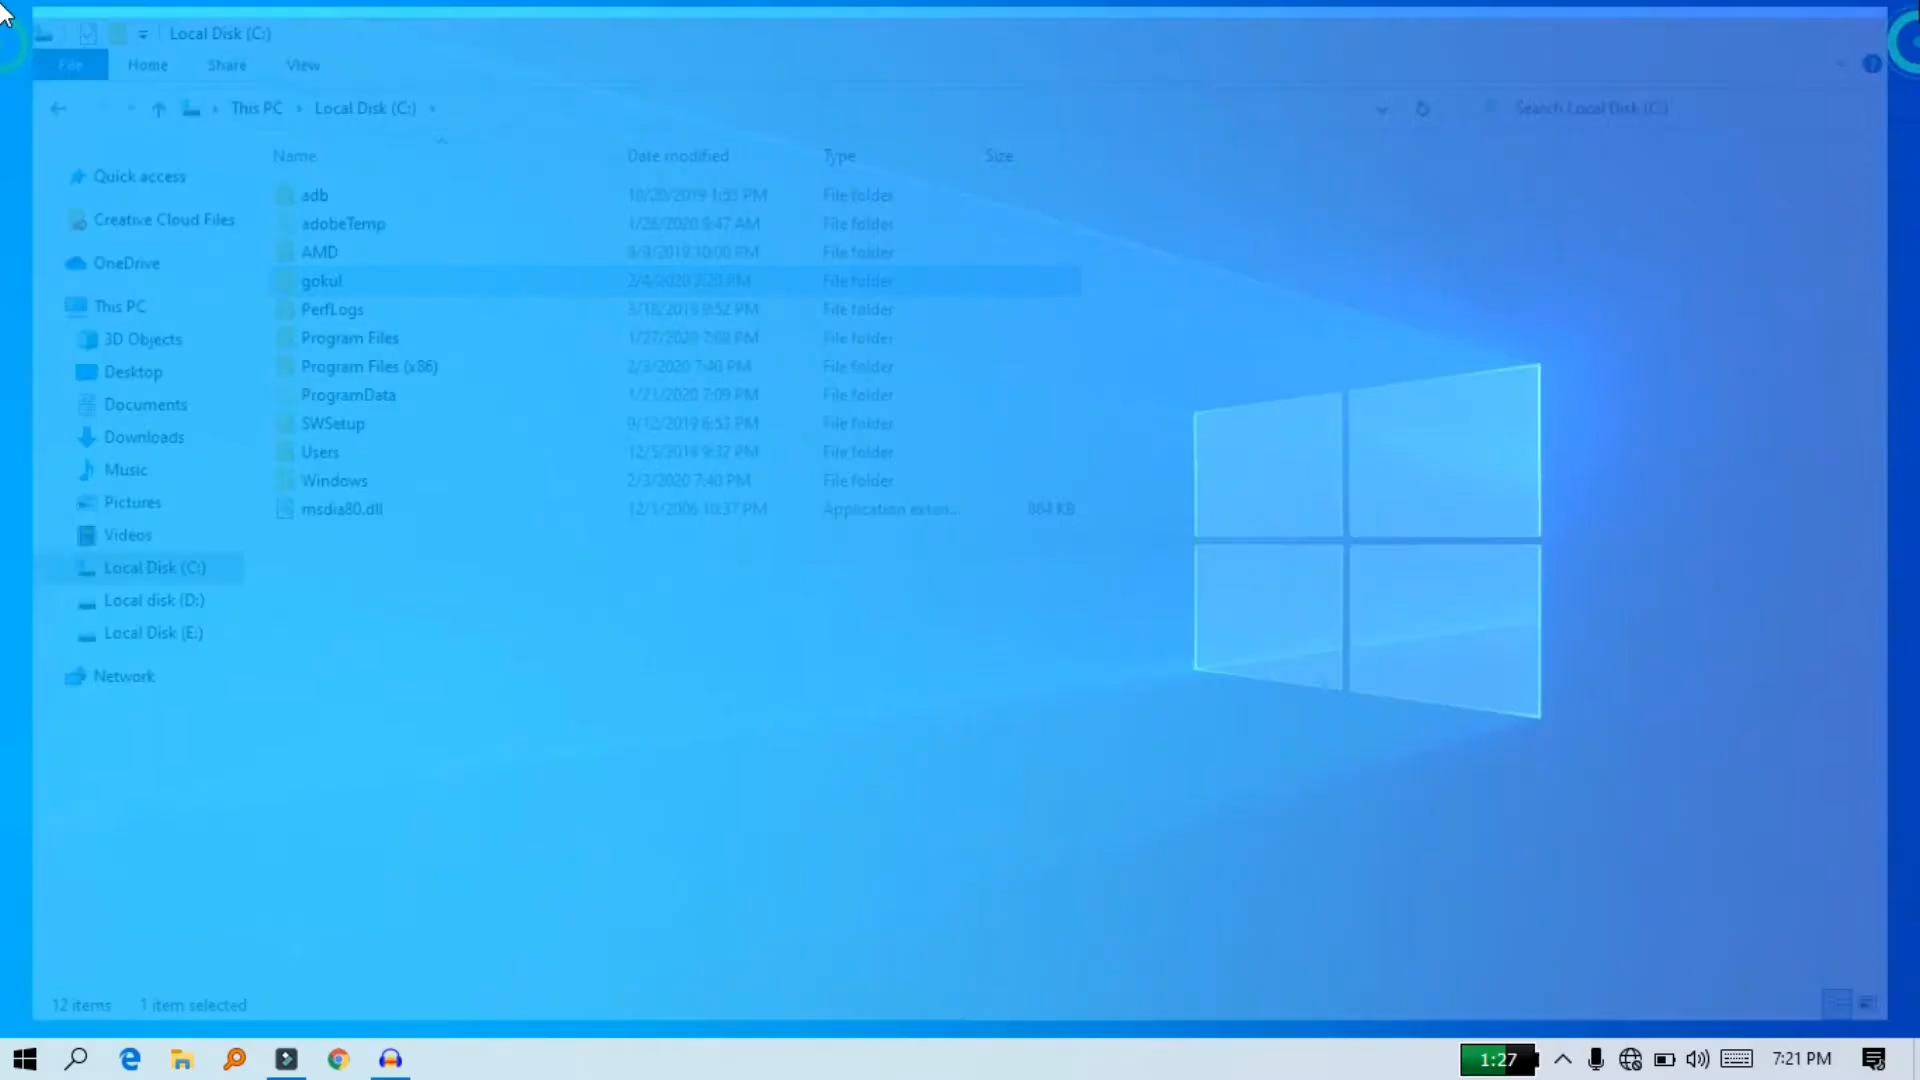 Local Disk (C:)
File Home Share View
This PC › Local Disk (C:) ›
Search Local Disk (C:)
Name Date modified Type Size
Quick access
Creative Cloud Files
OneDrive
This PC
3D Objects
Desktop
Documents
Downloads
Music
Pictures
Videos
Local Disk (C:)
Local disk (D:)
Local Disk (E:)
Network
adb 10/20/2019 1:53 PM File folder
adobeTemp 1/26/2020 9:47 AM File folder
AMD 9/9/2019 10:00 PM File folder
gokul 2/4/2020 File folder
PerfLogs 3/18/2019 9:52 PM File folder
Program Files 1/27/2020 7:08 PM File folder
Program Files (x86) 2/3/2020 7:40 PM File folder
ProgramData 1/21/2020 7:09 PM File folder
SWSetup 9/12/2019 6:53 PM File folder
Users 12/5/2019 9:32 PM File folder
Windows 2/3/2020 7:40 PM File folder
msdia80.dll 12/1/2006 10:37 PM Application exten... 884 KB
12 items 1 item selected
1:27
7:21 PM